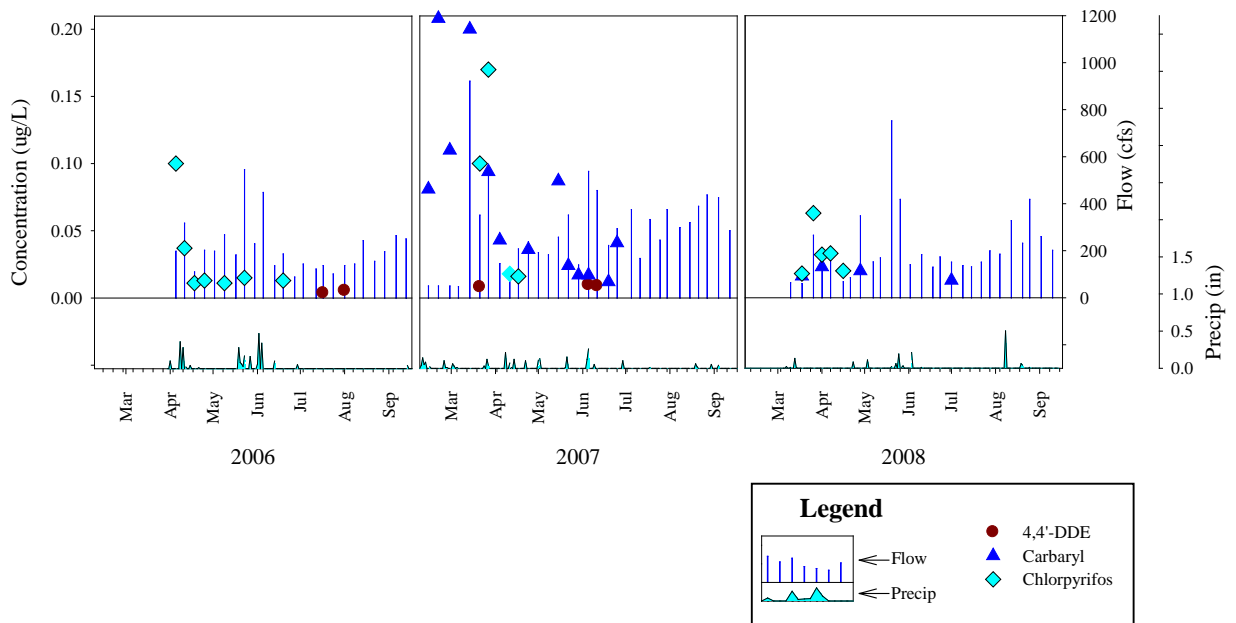 Concentration (ug/L)
0.20
0.15
0.10
0.05
0.00
1200
1000
800
600
400
200
0
Flow (cfs)
1.5
1.0
0.5
0.0
Precip (in)
Mar Apr May Jun Jul Aug Sep
Mar Apr May Jun Jul Aug Sep
Mar Apr May Jun Jul Aug Sep
2006 2007 2008
Legend
Flow
Precip
4,4'-DDE
Carbaryl
Chlorpyrifos